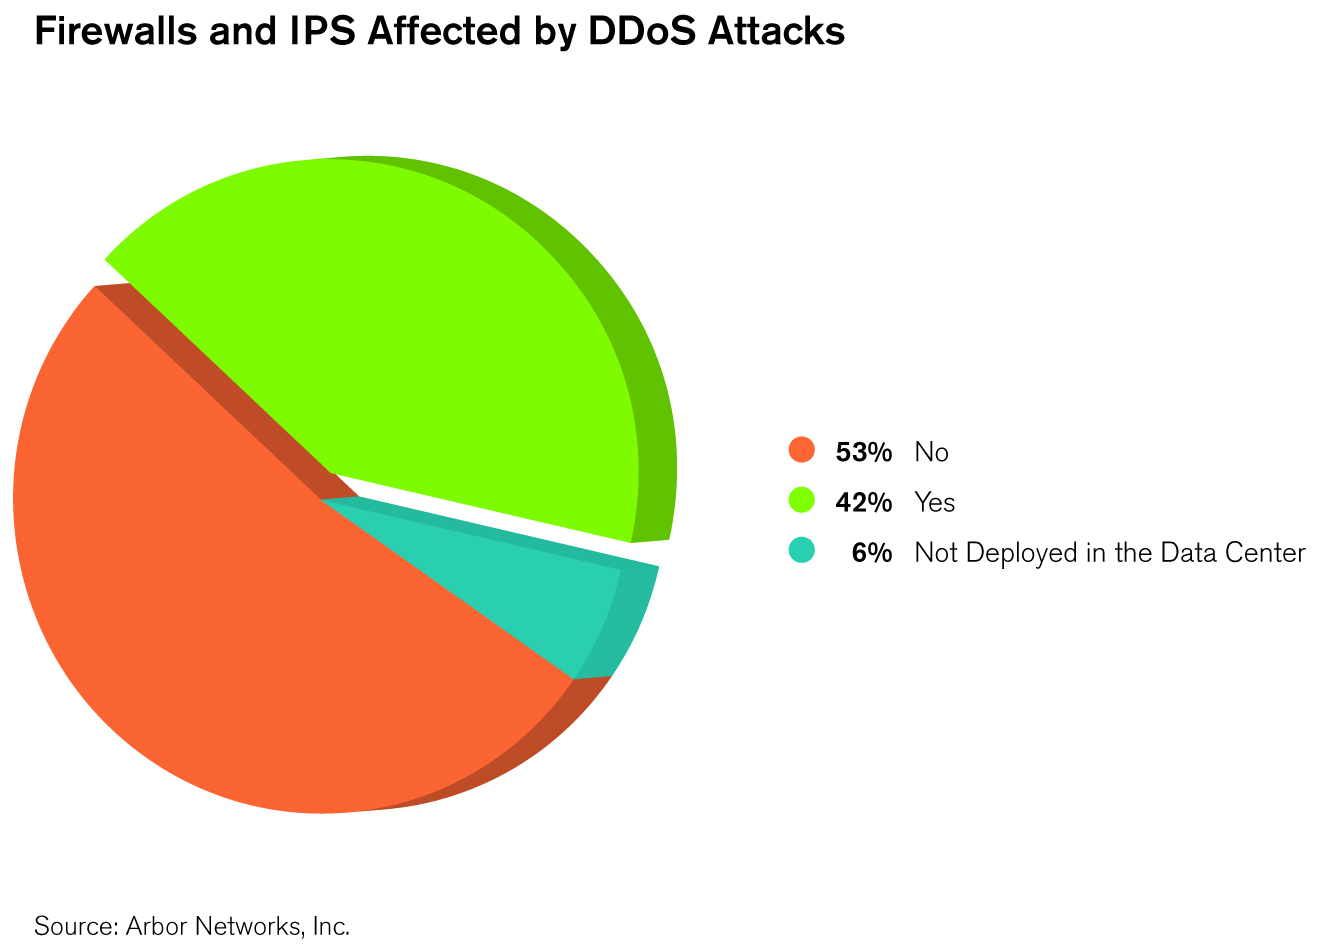 Firewalls and IPS Affected by DDoS Attacks
53% No
42% Yes
6% Not Deployed in the Data Center
Source: Arbor Networks, Inc.